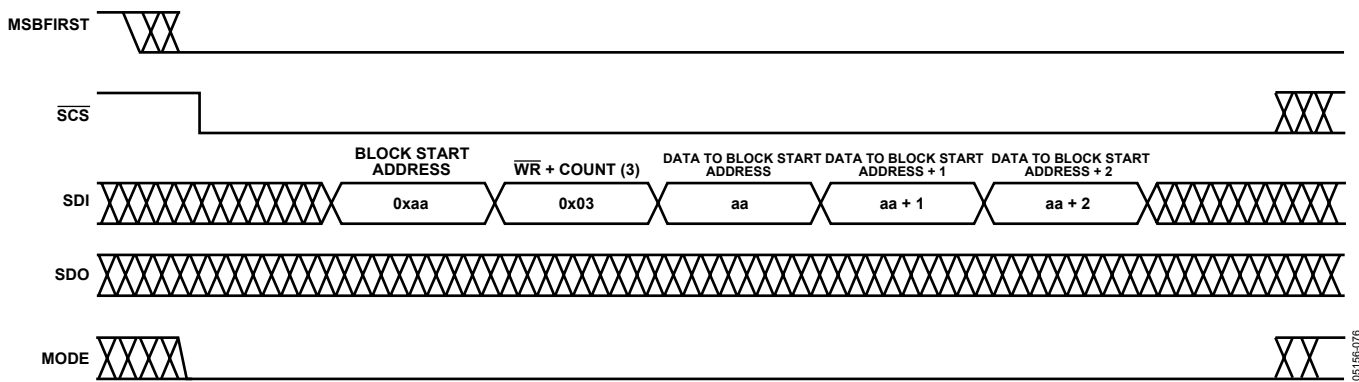 MSBFIRST
SCS
BLOCK START
ADDRESS
WR + COUNT (3)
DATA TO BLOCK START
ADDRESS
DATA TO BLOCK START
ADDRESS + 1
DATA TO BLOCK START
ADDRESS + 2
SDI
0xaa
0x03
aa
aa + 1
aa + 2
SDO
MODE
05156-076